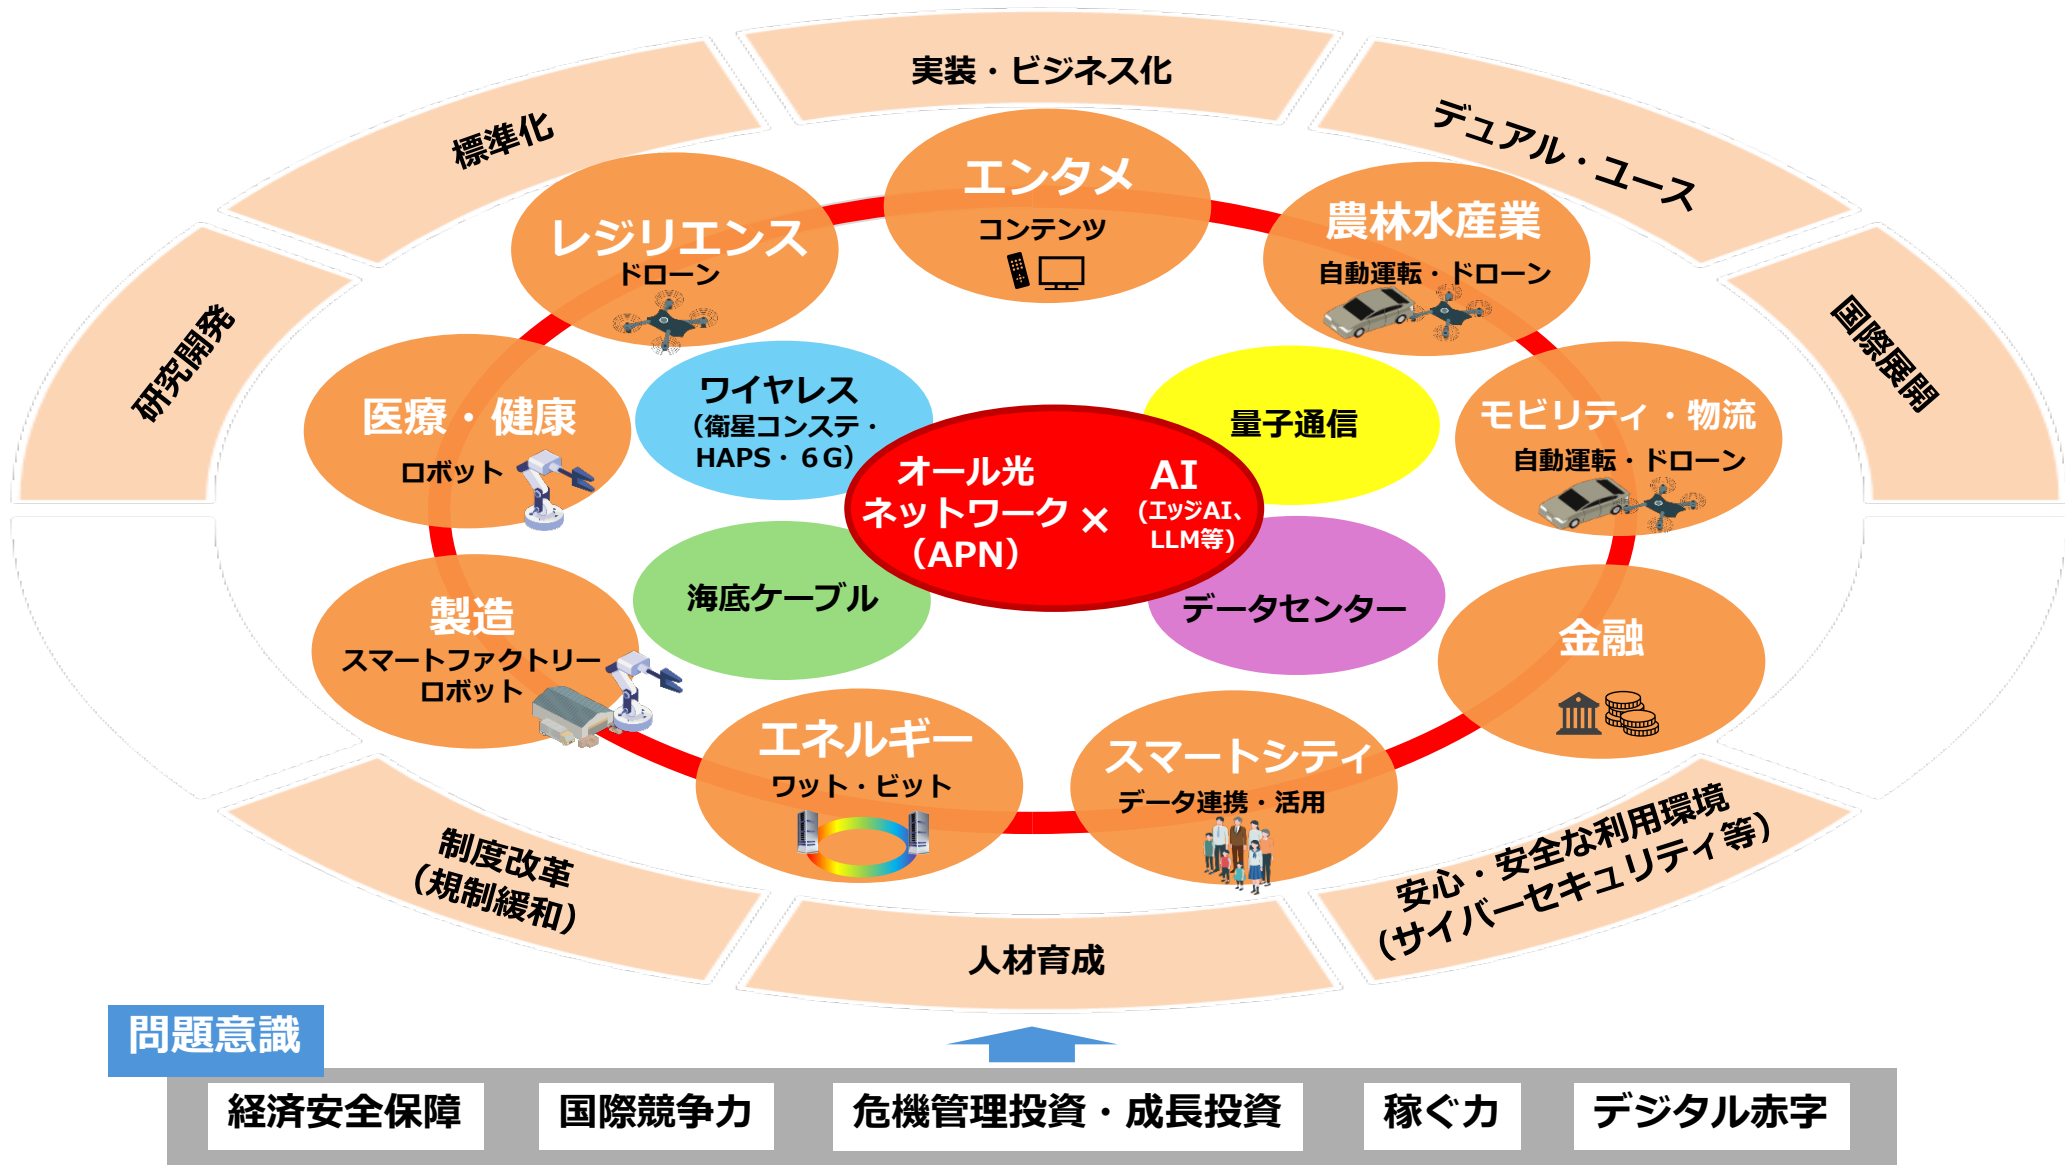 実装・ビジネス化
標準化
デュアル・ユース
研究開発
国際展開
エンタメ
コンテンツ
レジリエンス
ドローン
農林水産業
自動運転・ドローン
医療・健康
ロボット
ワイヤレス
（衛星コンステ・
HAPS・６G）
量子通信
モビリティ・物流
自動運転・ドローン
オール光
ネットワーク
（APN）
×
AI
(エッジAI、
LLM等)
海底ケーブル
データセンター
製造
スマートファクトリー
ロボット
金融
エネルギー
ワット・ビット
スマートシティ
データ連携・活用
制度改革
（規制緩和）
人材育成
安心・安全な利用環境
（サイバーセキュリティ等）
問題意識
経済安全保障
国際競争力
危機管理投資・成長投資
稼ぐ力
デジタル赤字